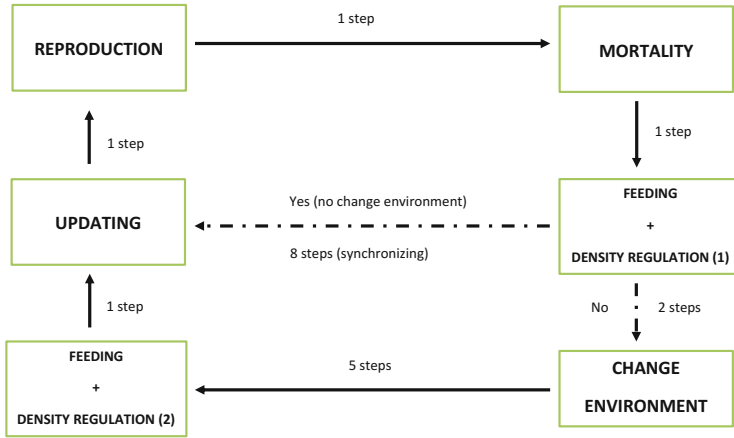 1 step
REPRODUCTION
MORTALITY
1 step
1 step
FEEDING
+
DENSITY REGULATION (1)
Yes (no change environment)
UPDATING
8 steps (synchronizing)
1 step
No
2 steps
FEEDING
+
DENSITY REGULATION (2)
5 steps
CHANGE
ENVIRONMENT